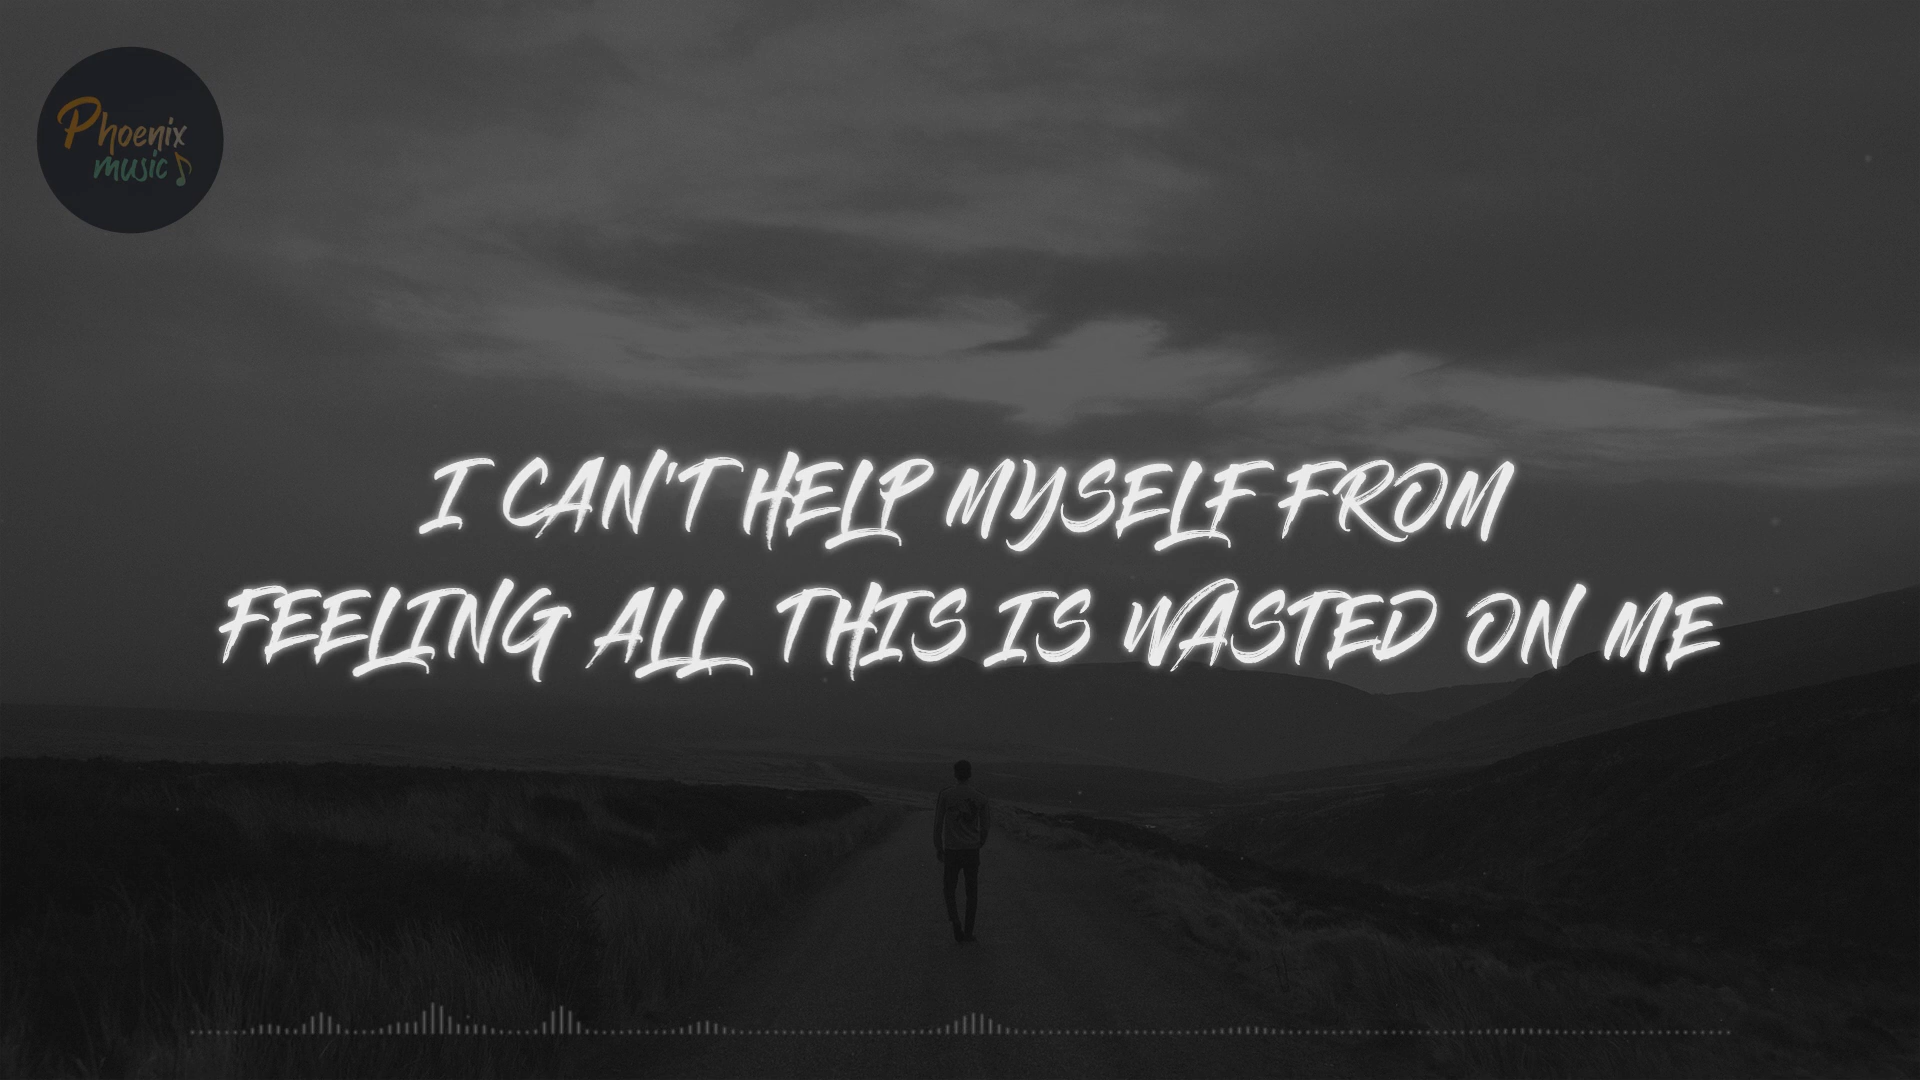 Phoenix
music
I CAN'T HELP MYSELF FROM
FEELING ALL THIS IS WASTED ON ME